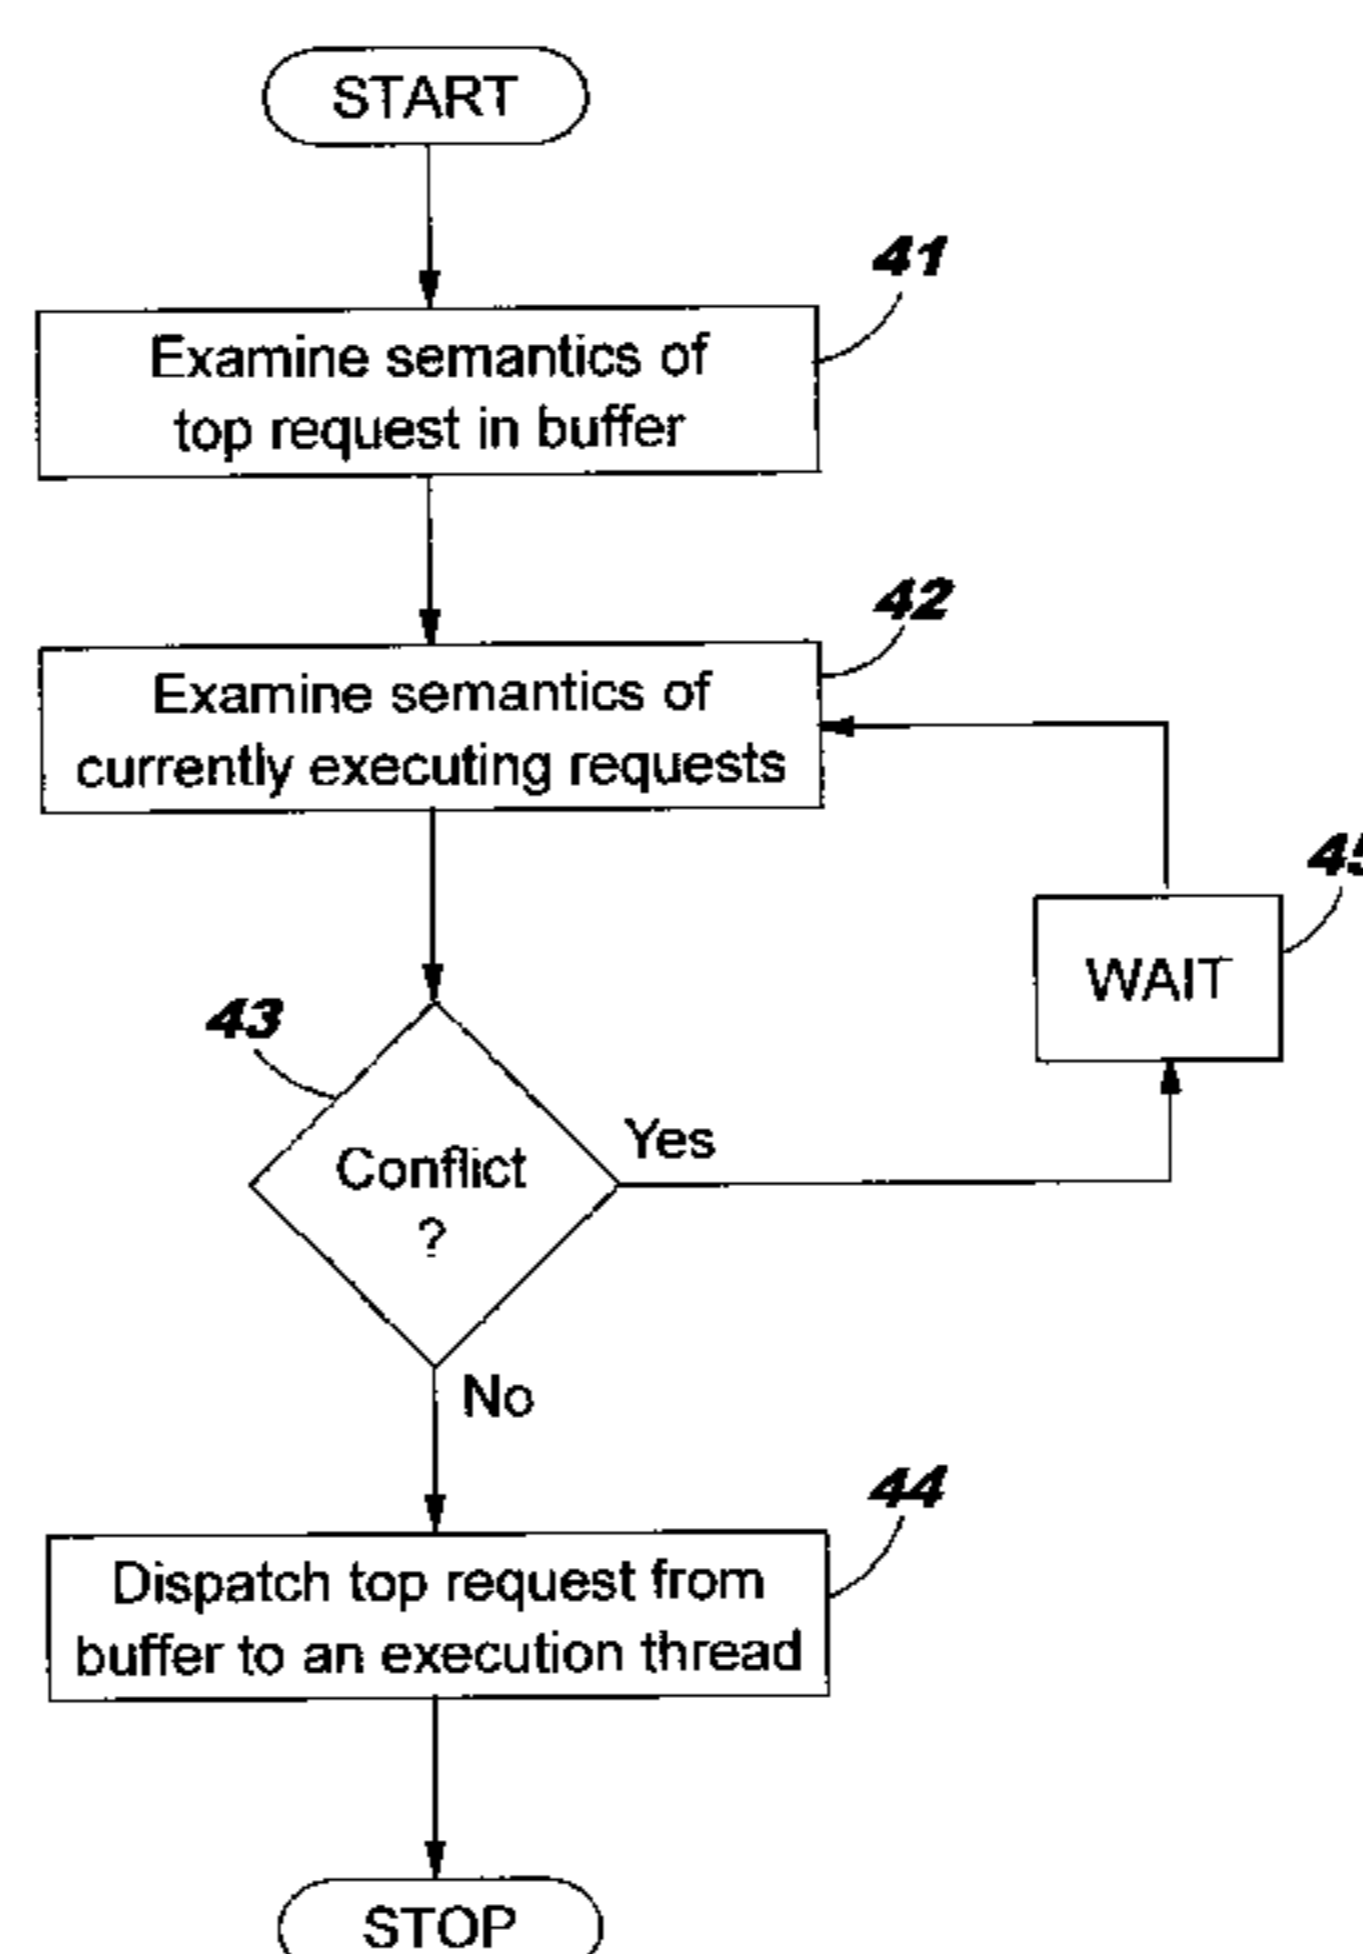 START
41
Examine semantics of
top request in buffer
42
Examine semantics of
currently executing requests
45
WAIT
43
Conflict
?
Yes
No
44
Dispatch top request from
buffer to an execution thread
STOP